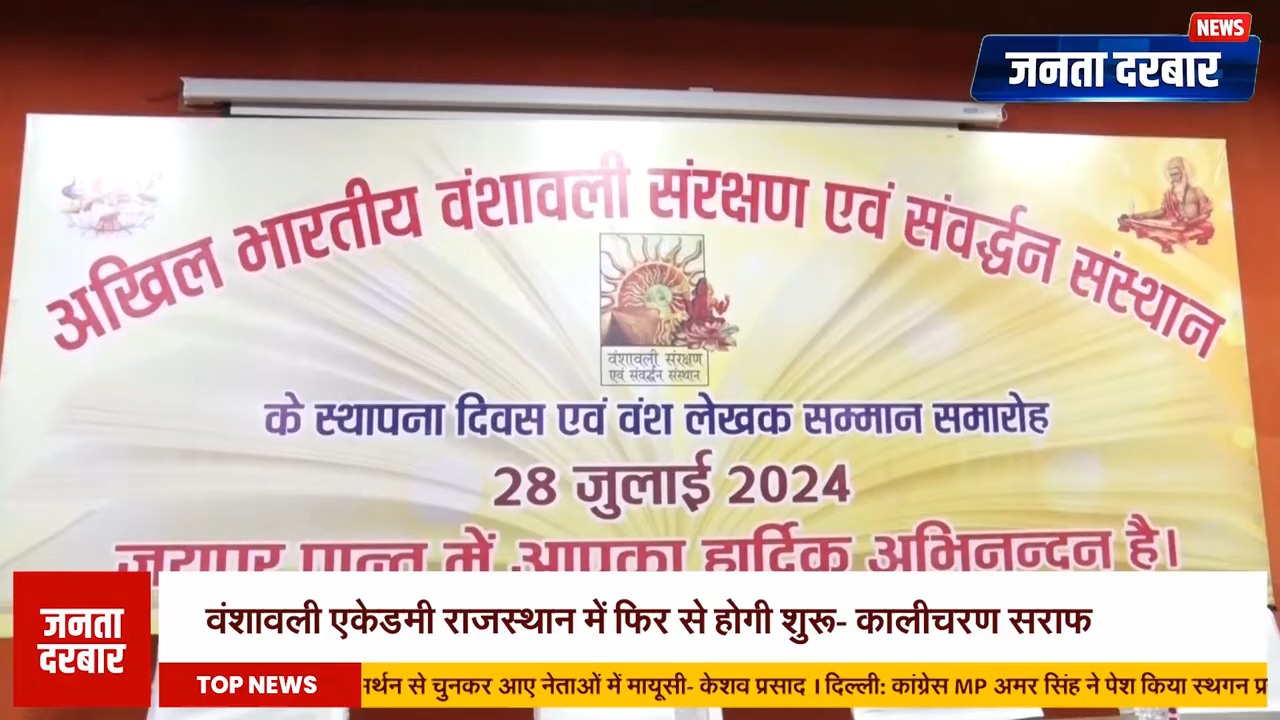 NEWS
जनता दरबार
अखिल भारतीय वंशावली संरक्षण एवं संवर्द्धन संस्थान
वंशावली संरक्षण
एवं संवर्द्धन संस्थान
के स्थापना दिवस एवं वंश लेखक सम्मान समारोह
28 जुलाई 2024
जयपुर प्रान्त में आपका हार्दिक अभिनन्दन है।
जनता
दरबार
वंशावली एकेडमी राजस्थान में फिर से होगी शुरू- कालीचरण सराफ
TOP NEWS
से चुनकर आए नेताओं में मायूसी- केशव प्रसाद । दिल्ली: कांग्रेस MP अमर सिंह ने पेश किया स्थगन